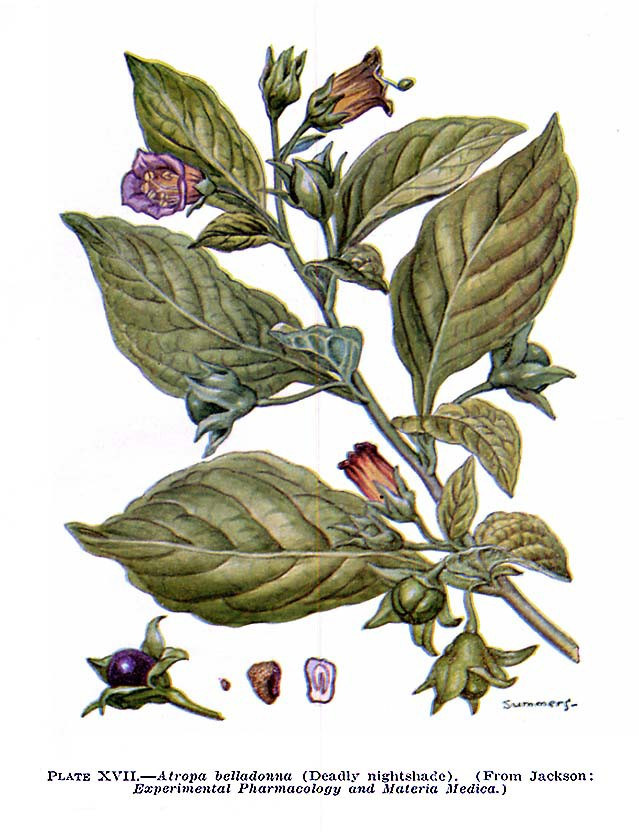 Summers-
PLATE XVII.—Atropa belladonna (Deadly nightshade). (From Jackson:
Experimental Pharmacology and Materia Medica.)